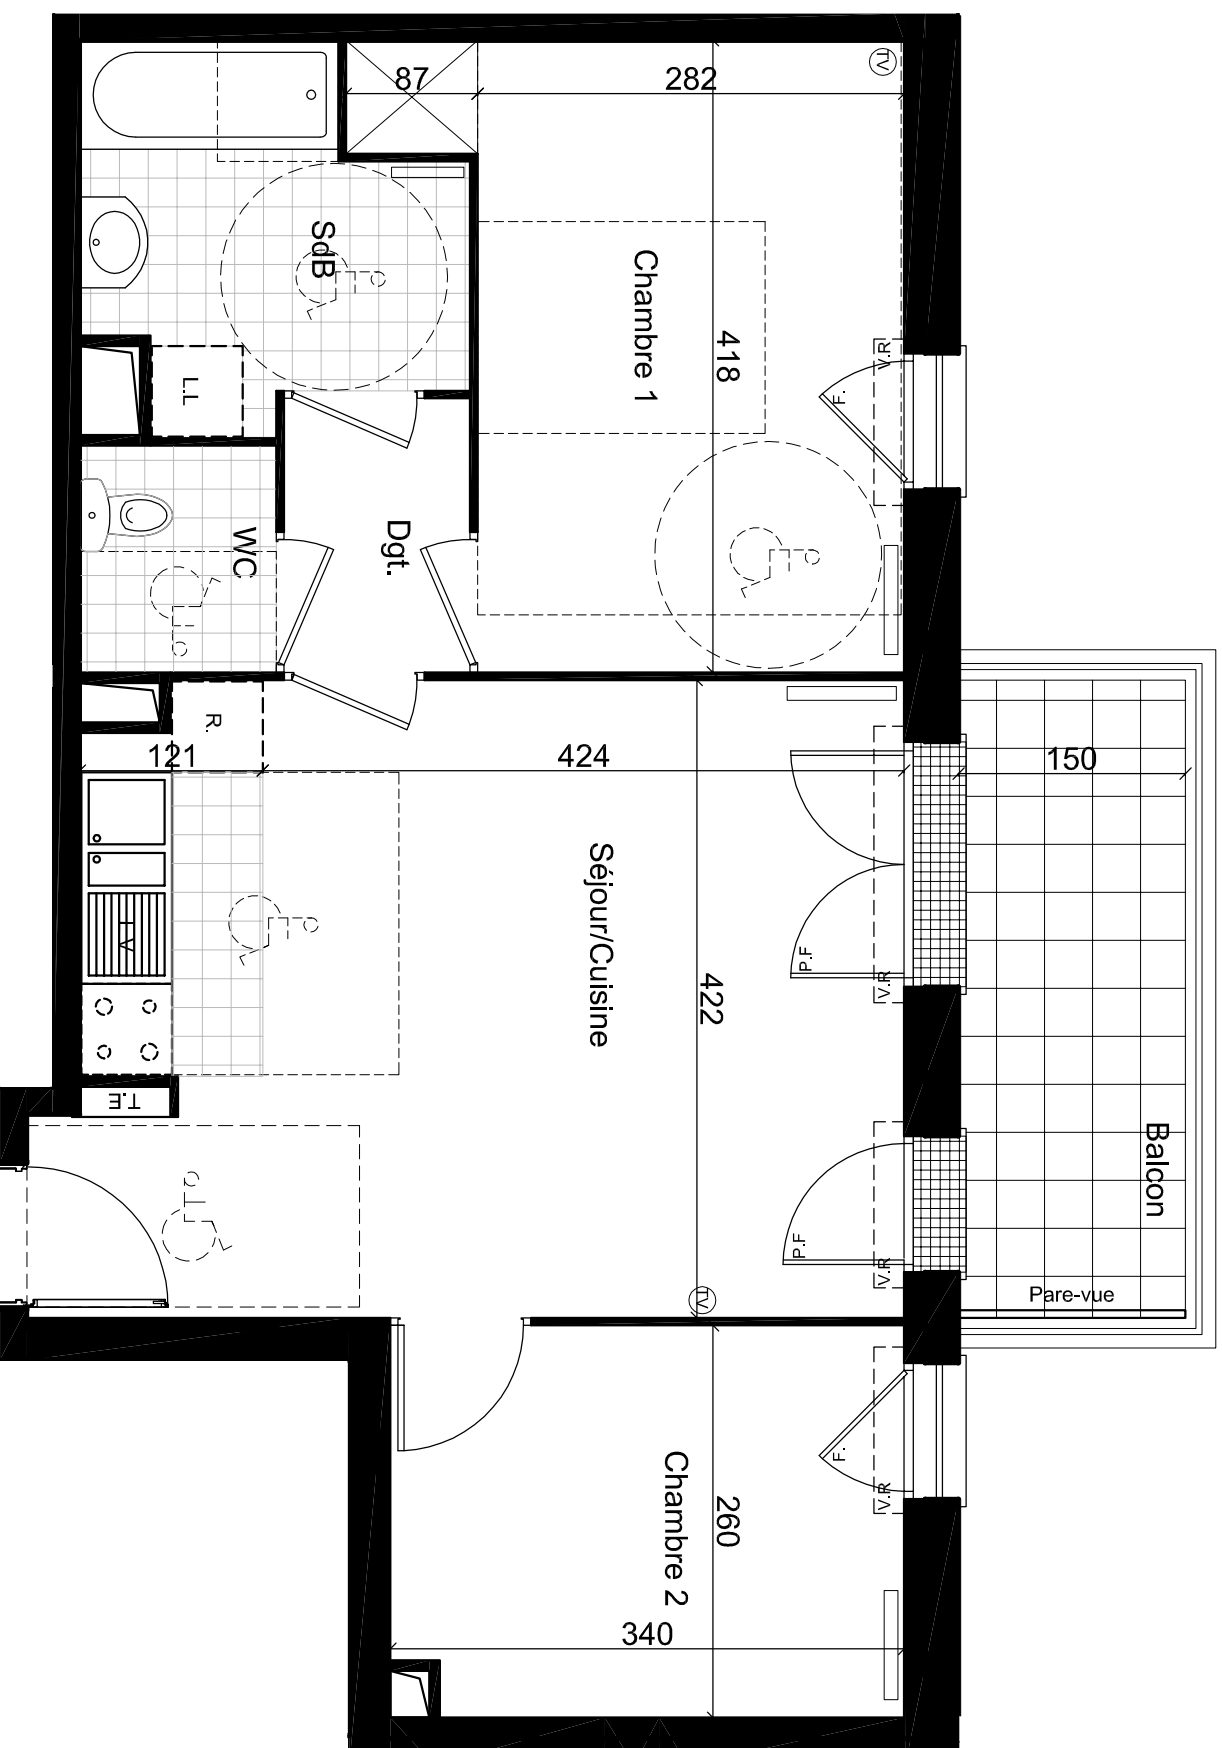 87
282
TV
SdB
Chambre 1
418
V.R
F.
L.L
WC
Dgt.
R.
121
424
150
Séjour/Cuisine
422
P.F
V.R
T.E
Balcon
P.F
V.R
TV
Pare-vue
F.
V.R
Chambre 2
260
340